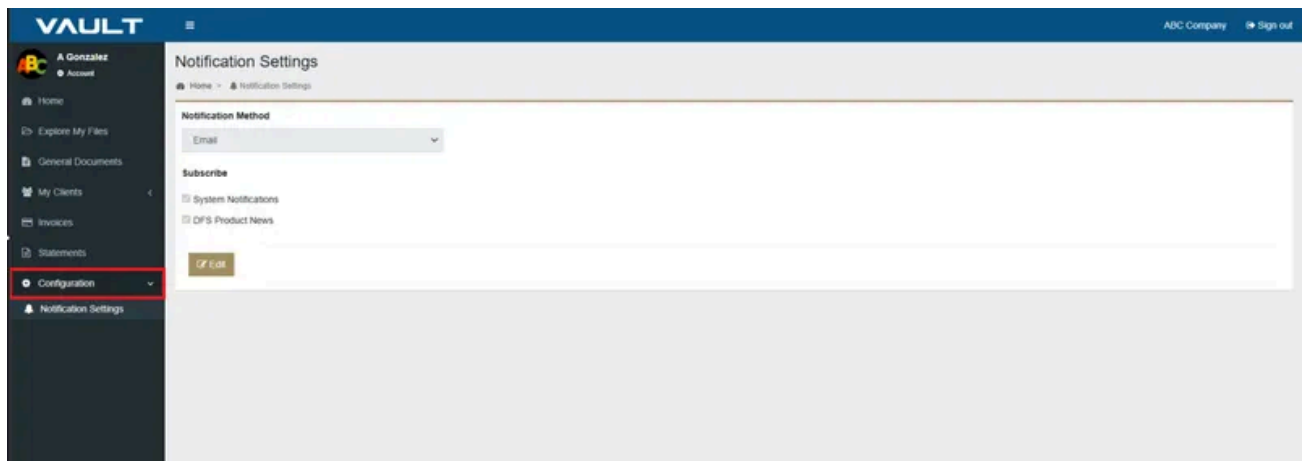 VAULT
ABC Company Sign out
ABC
A Gonzalez
Account
Home
Explore My Files
General Documents
My Clients
Invoices
Statements
Configuration
Notification Settings
Notification Settings
Home > Notification Settings
Notification Method
Email
Subscribe
System Notifications
DFS Product News
Edit